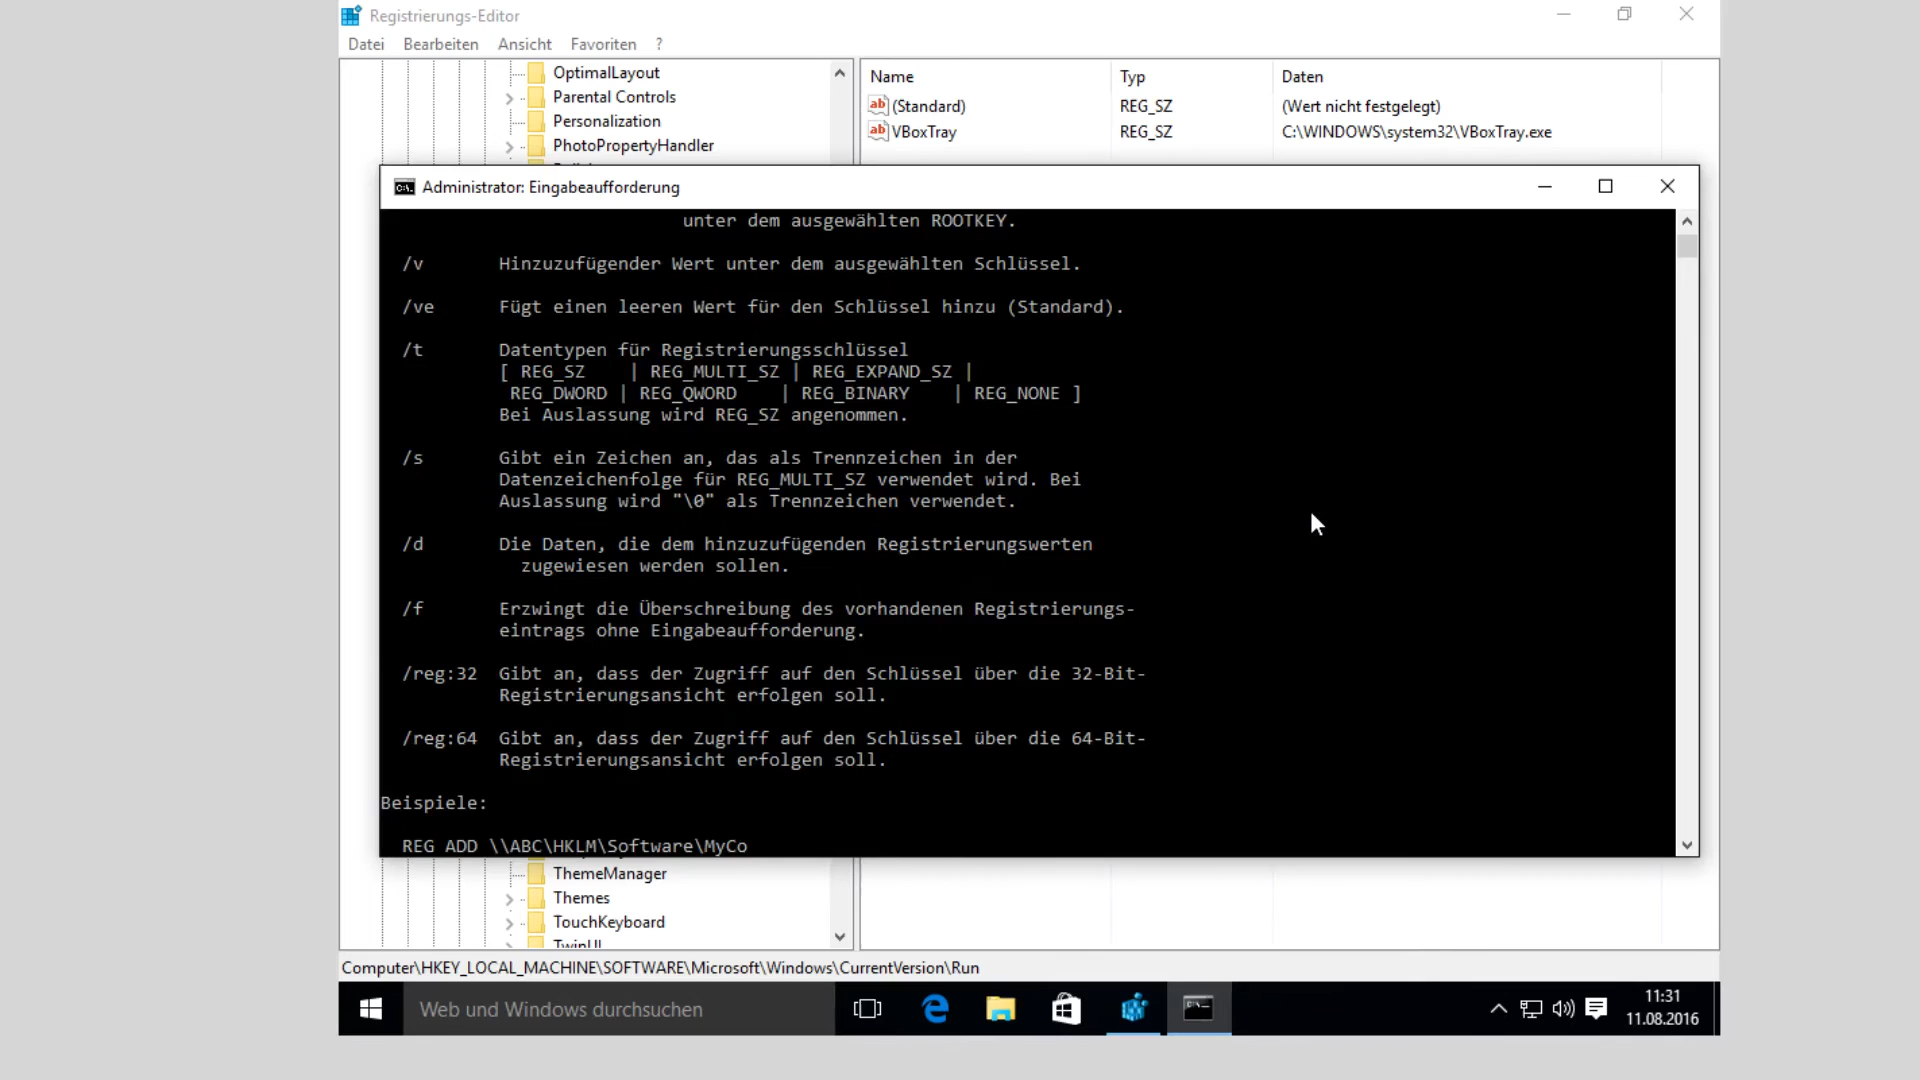 Registrierungs-Editor
Datei Bearbeiten Ansicht Favoriten ?
OptimalLayout
Parental Controls
Personalization
PhotoPropertyHandler
Name Typ Daten
(Standard) REG_SZ (Wert nicht festgelegt)
VBoxTray REG_SZ C:\WINDOWS\system32\VBoxTray.exe
Administrator: Eingabeaufforderung
unter dem ausgewählten ROOTKEY.
/v Hinzuzufügender Wert unter dem ausgewählten Schlüssel.
/ve Fügt einen leeren Wert für den Schlüssel hinzu (Standard).
/t Datentypen für Registrierungsschlüssel
[ REG_SZ | REG_MULTI_SZ | REG_EXPAND_SZ |
REG_DWORD | REG_QWORD | REG_BINARY | REG_NONE ]
Bei Auslassung wird REG_SZ angenommen.
/s Gibt ein Zeichen an, das als Trennzeichen in der
Datenzeichenfolge für REG_MULTI_SZ verwendet wird. Bei
Auslassung wird "\0" als Trennzeichen verwendet.
/d Die Daten, die dem hinzuzufügenden Registrierungswerten
zugewiesen werden sollen.
/f Erzwingt die Überschreibung des vorhandenen Registrierungs-
eintrags ohne Eingabeaufforderung.
/reg:32 Gibt an, dass der Zugriff auf den Schlüssel über die 32-Bit-
Registrierungsansicht erfolgen soll.
/reg:64 Gibt an, dass der Zugriff auf den Schlüssel über die 64-Bit-
Registrierungsansicht erfolgen soll.
Beispiele:
REG ADD \\ABC\HKLM\Software\MyCo
ThemeManager
Themes
TouchKeyboard
TwinUI
Computer\HKEY_LOCAL_MACHINE\SOFTWARE\Microsoft\Windows\CurrentVersion\Run
Web und Windows durchsuchen
11:31
11.08.2016